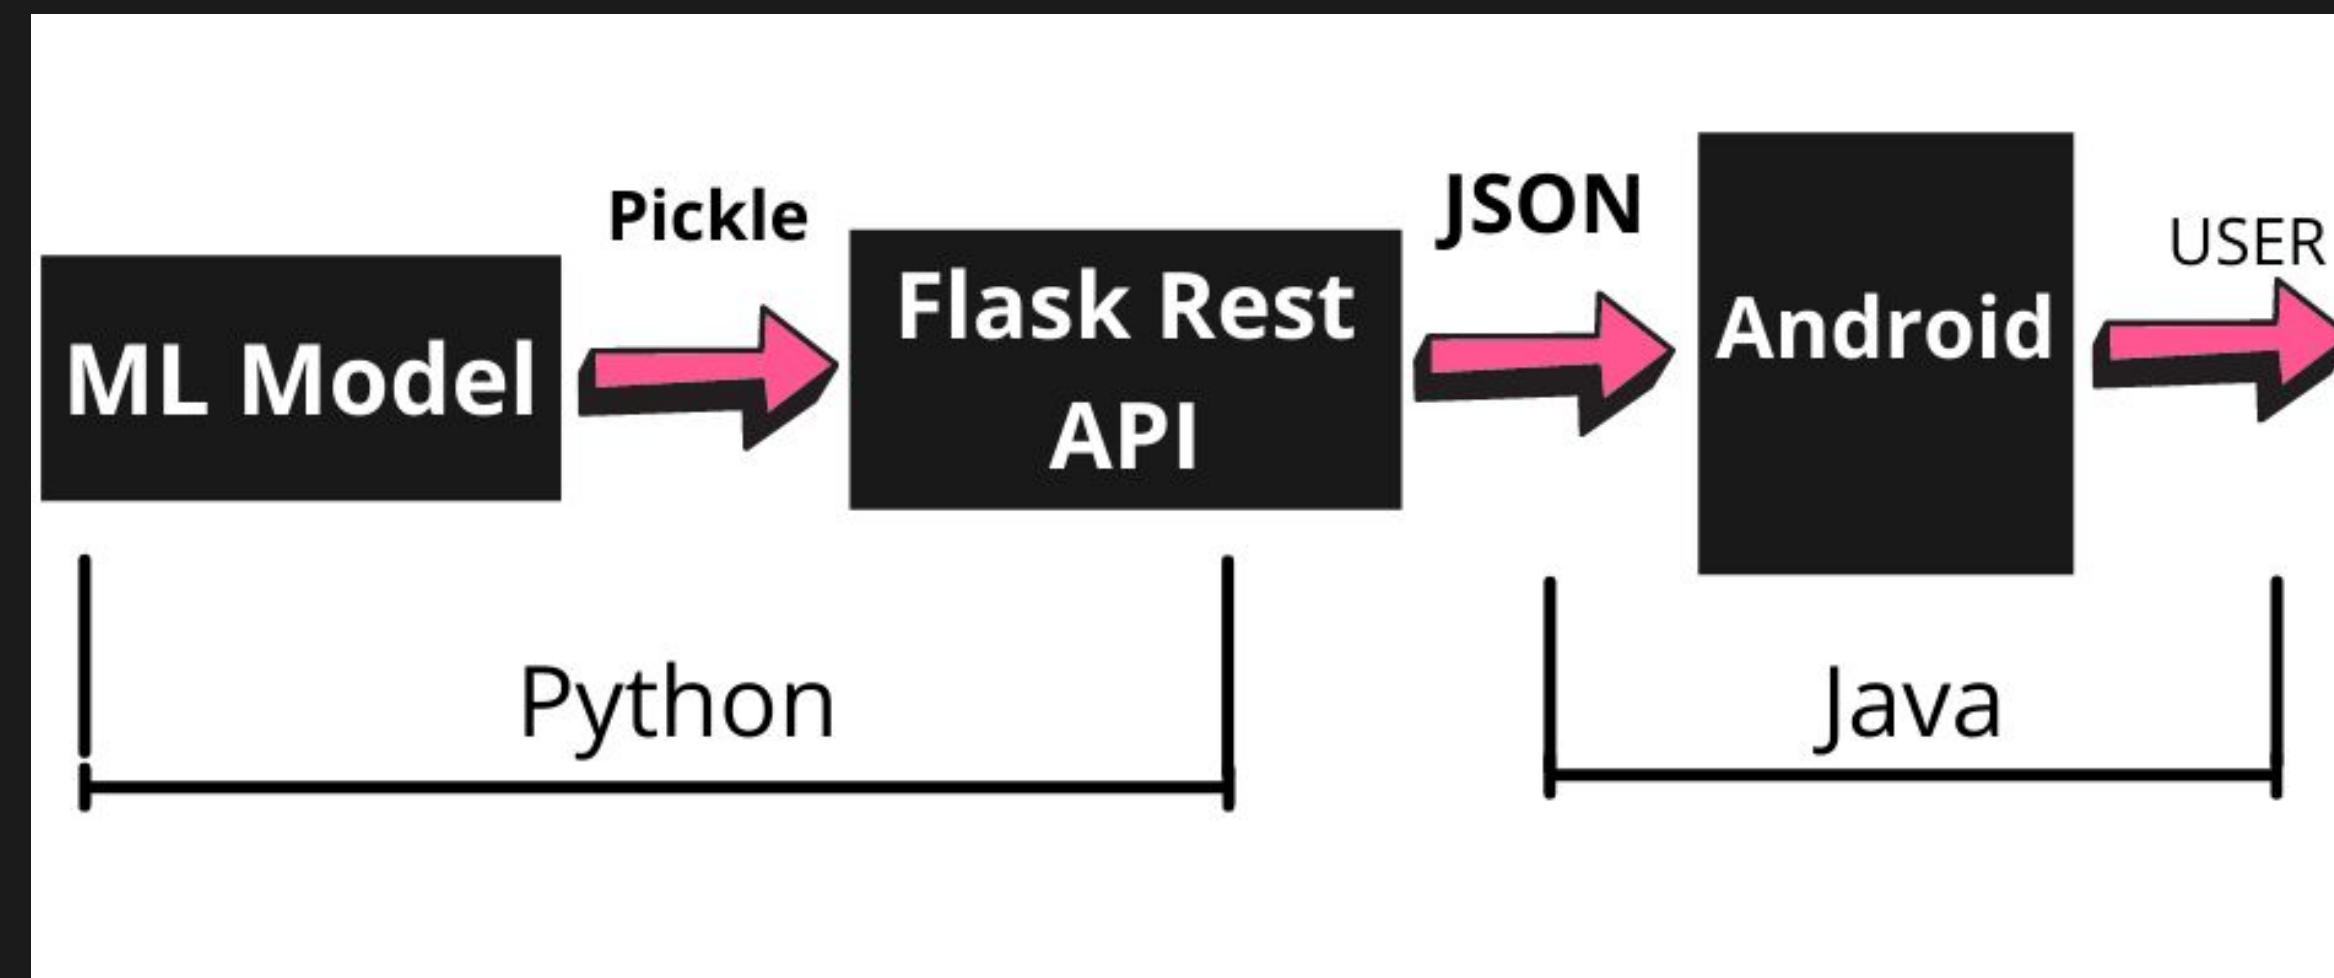 Pickle
JSON
USER
ML Model
Flask Rest
API
Android
Python
Java